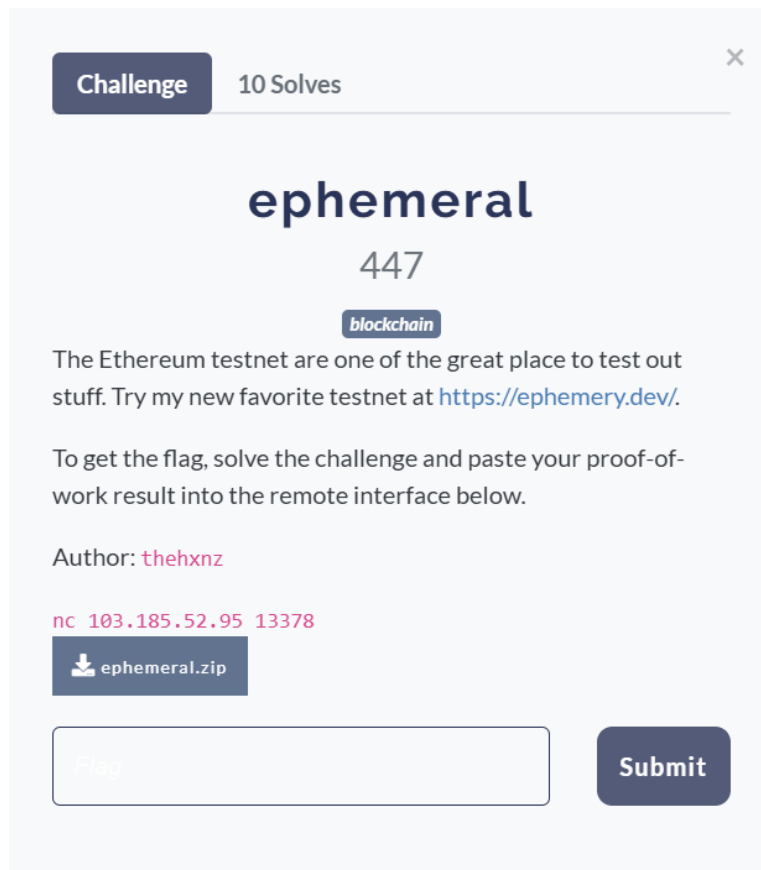 Challenge
10 Solves
×
ephemeral
447
blockchain
The Ethereum testnet are one of the great place to test out
stuff. Try my new favorite testnet at https://ephemery.dev/.
To get the flag, solve the challenge and paste your proof-of-
work result into the remote interface below.
Author: thehxnz
nc 103.185.52.95 13378
ephemeral.zip
Flag
Submit